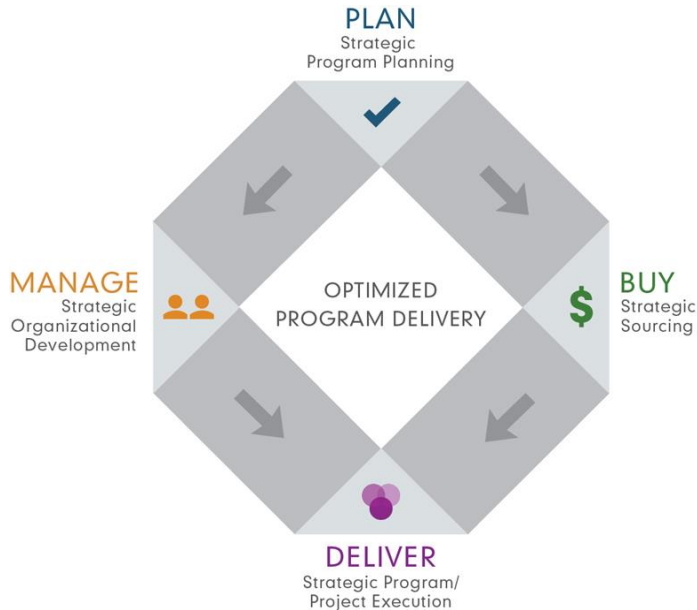 PLAN
Strategic
Program Planning
MANAGE
Strategic
Organizational
Development
OPTIMIZED
PROGRAM DELIVERY
$
BUY
Strategic
Sourcing
DELIVER
Strategic Program/
Project Execution